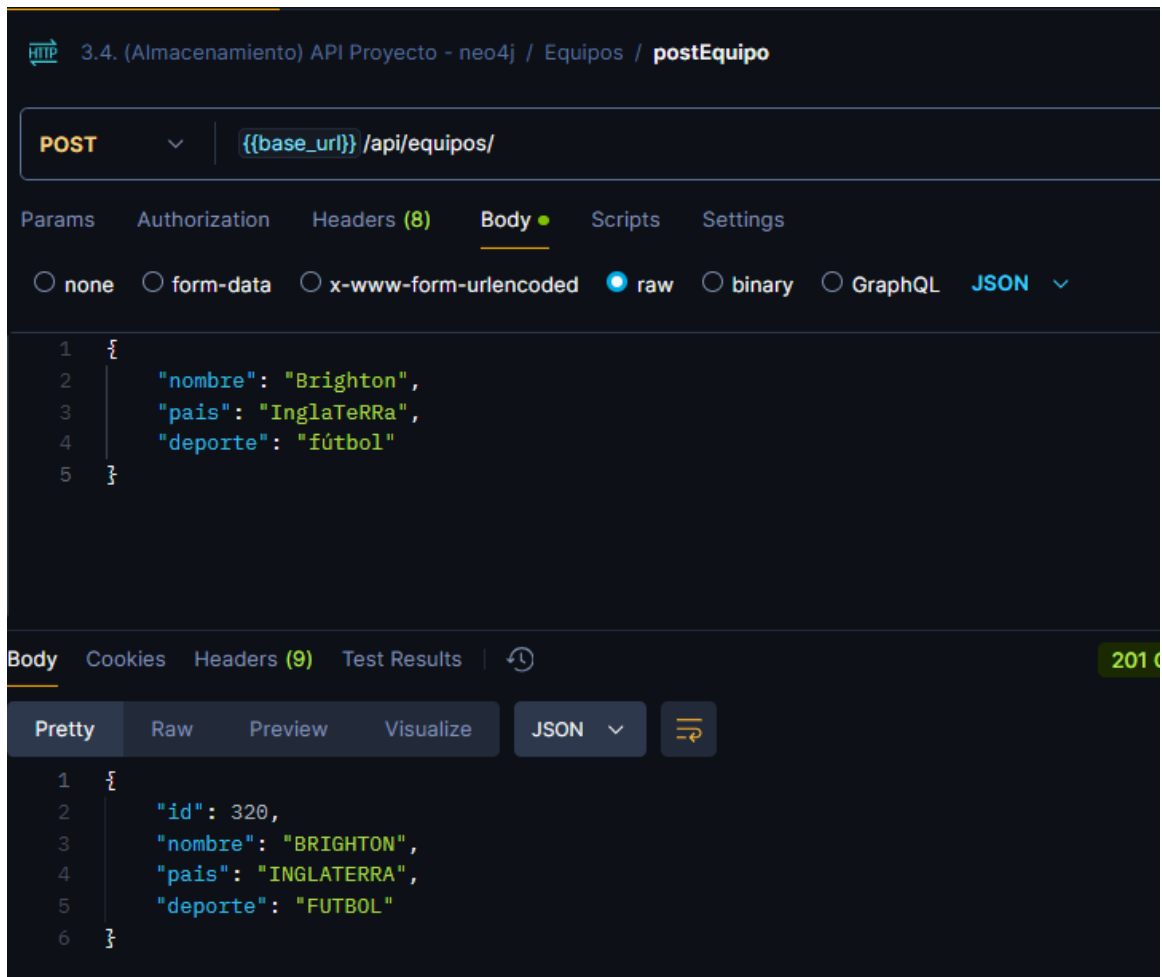 HTTP 3.4. (Almacenamiento) API Proyecto - neo4j / Equipos / postEquipo
POST {{base_url}} /api/equipos/
Params Authorization Headers (8) Body Scripts Settings
none form-data x-www-form-urlencoded raw binary GraphQL JSON
1 {
2 "nombre": "Brighton",
3 "pais": "InglaTeRRa",
4 "deporte": "fútbol"
5 }
Body Cookies Headers (9) Test Results 201
Pretty Raw Preview Visualize JSON
1 {
2 "id": 320,
3 "nombre": "BRIGHTON",
4 "pais": "INGLATERRA",
5 "deporte": "FUTBOL"
6 }